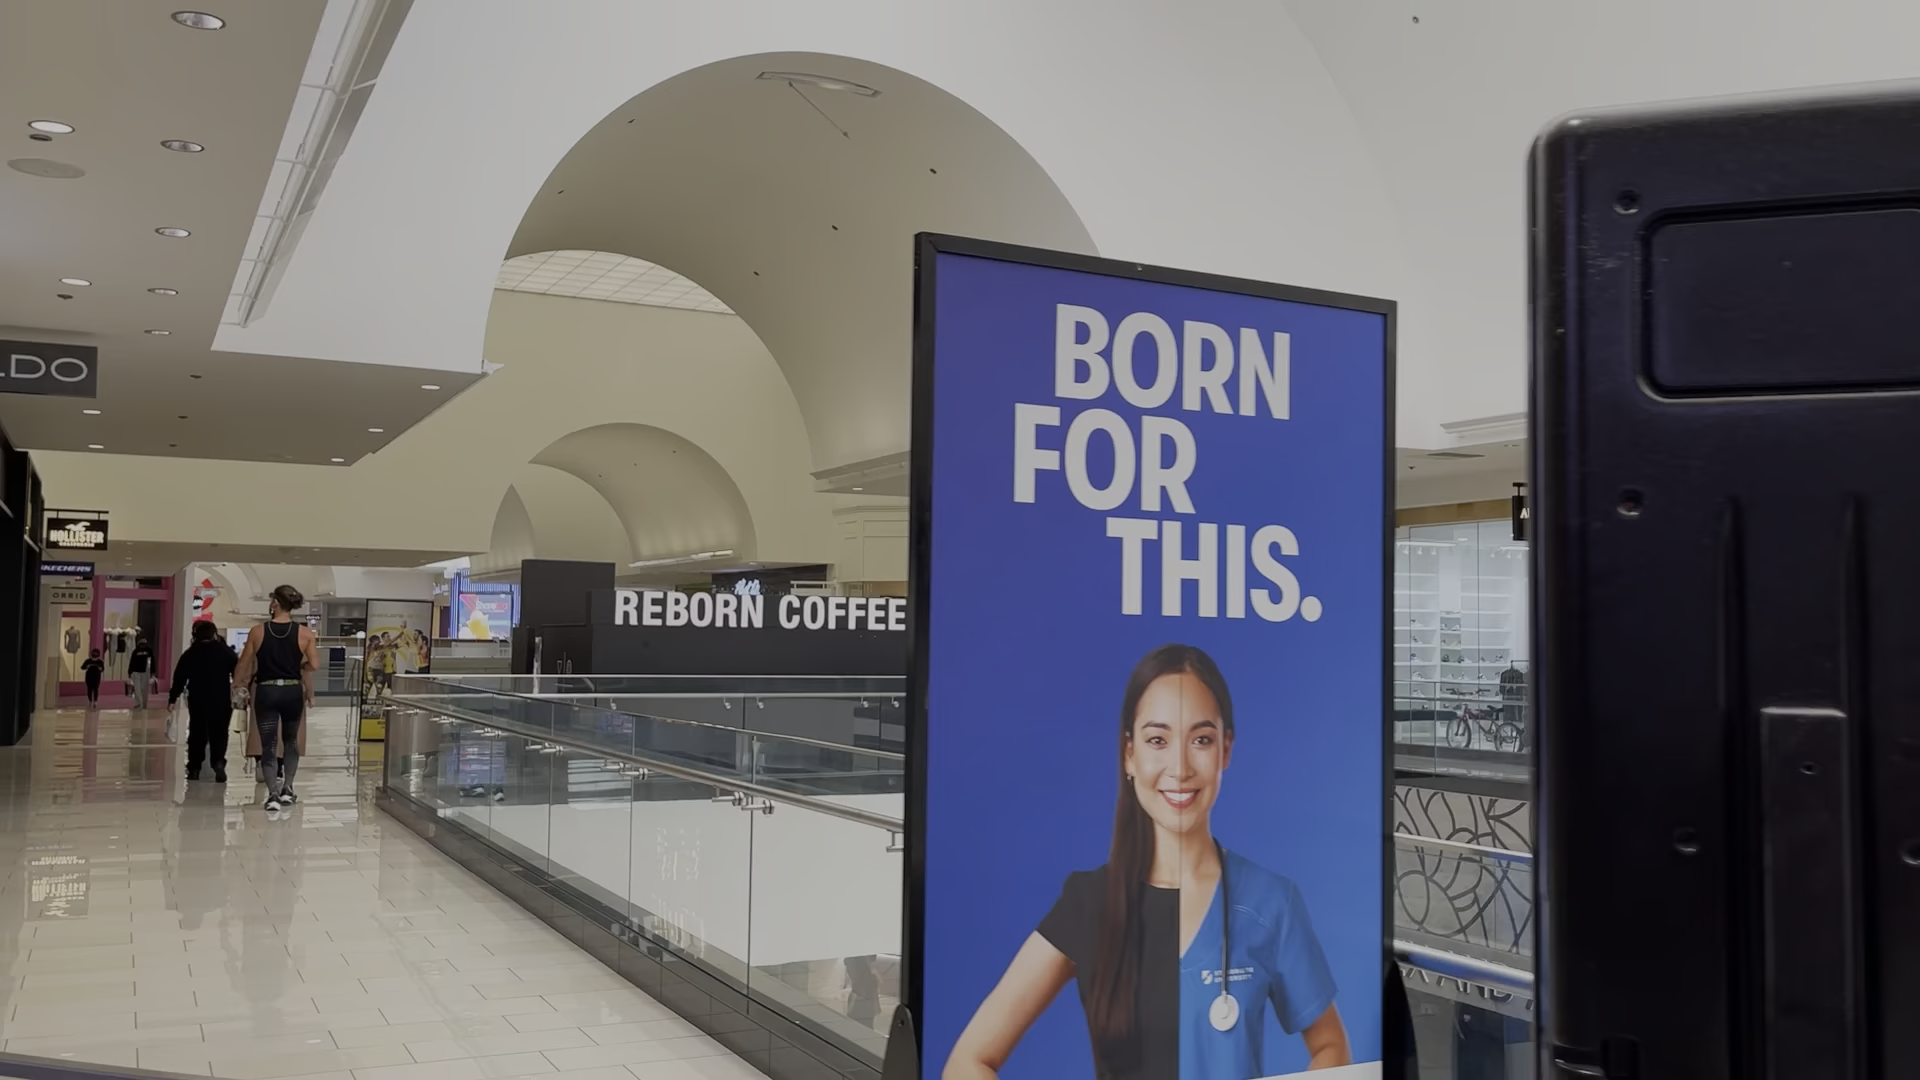 LDO
HOLLISTER
SKECHERS
REBORN COFFEE
BORN
FOR
THIS.